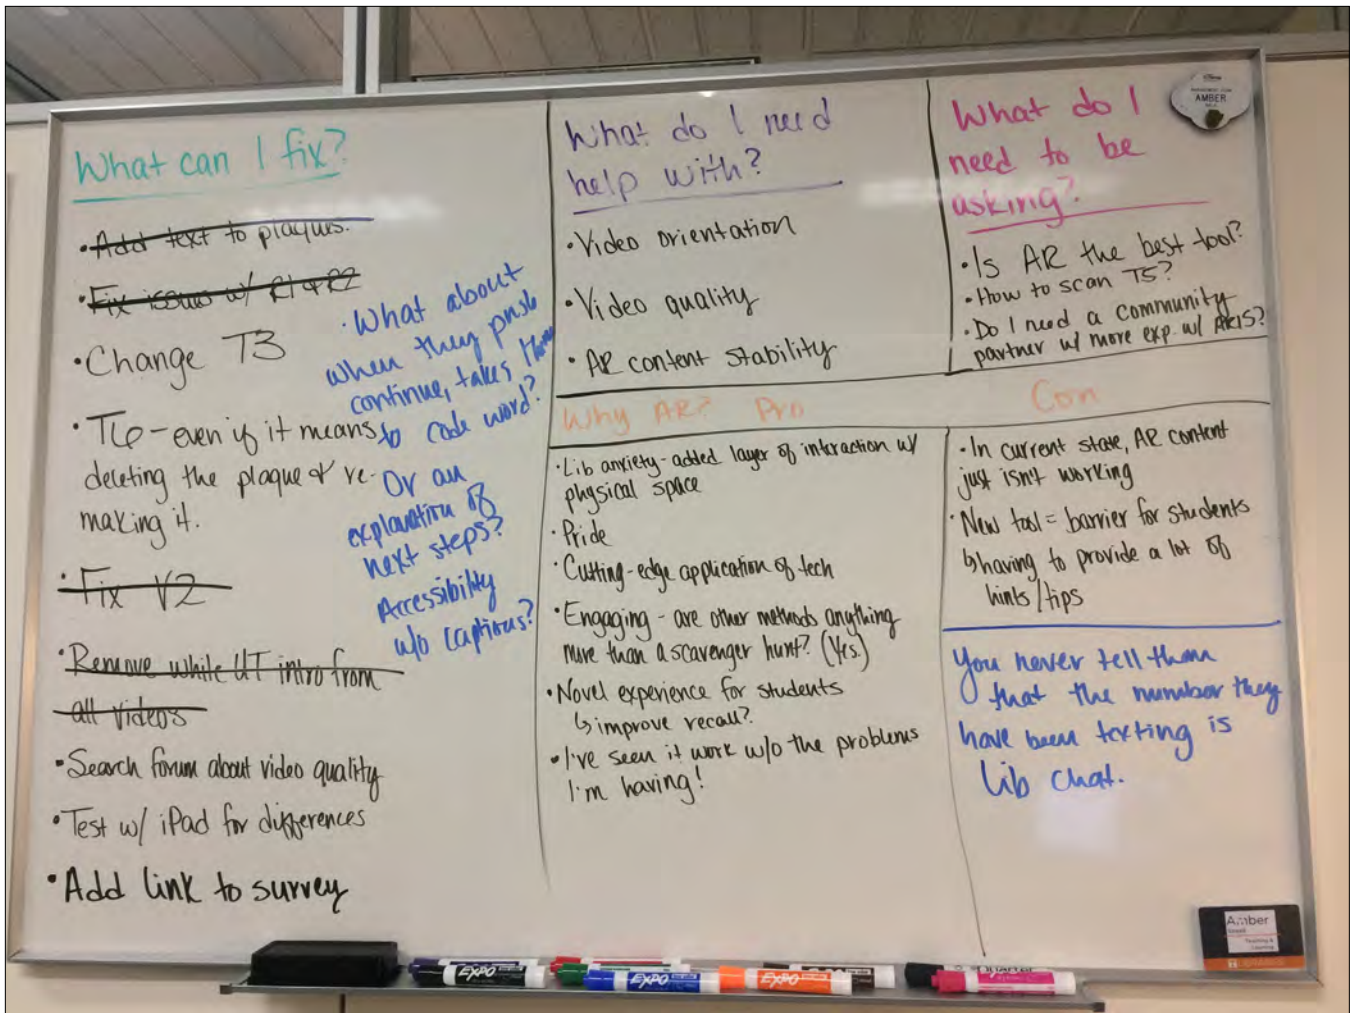 What can I fix?
• Add text to plaques.
• Fix issues w/ R1 & R2
• Change T3
• T6 - even if it means
deleting the plaque & re-
making it.
• Fix V2
• Remove while UT intro from
all videos
• Search forum about video quality
• Test w/ iPad for differences
• Add link to survey
• What about
when they push
continue, takes them
to code word?
Or an
explanation of
next steps?
Accessibility
w/o captions?
What do I need
help with?
• Video orientation
• Video quality
• AR content stability
What do I
need to be
asking?
• Is AR the best tool?
• How to scan T5?
• Do I need a community
partner w/ more exp. w/ ARIS?
Why AR? Pro
• Lib anxiety - added layer of interaction w/
physical space
• Pride
• Cutting-edge application of tech
• Engaging - are other methods anything
more than a scavenger hunt? (Yes.)
• Novel experience for students
↳ improve recall?
• I've seen it work w/o the problems
I'm having!
Con
• In current state, AR content
just isn't working
• New tool = barrier for students
↳ having to provide a lot of
hints/tips
You never tell them
that the number they
have been texting is
Lib chat.
AMBER
Amber
Teaching &
Learning
EXPO
EXPO
EXPO